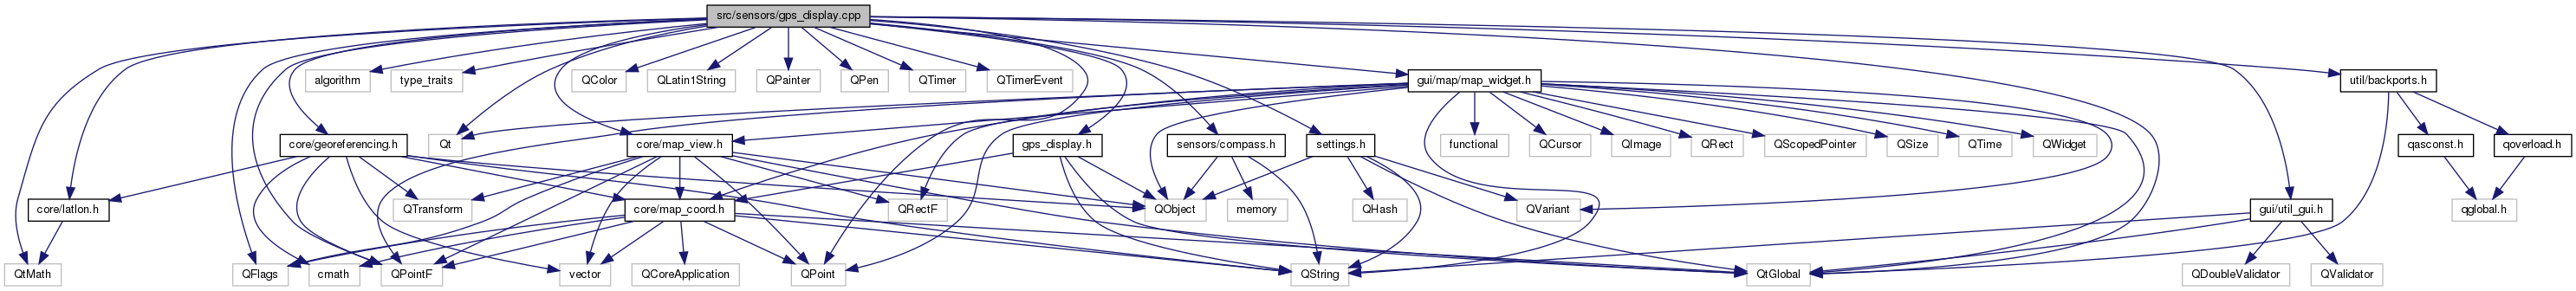 src/sensors/gps_display.cpp
algorithm
type_traits
QColor
QLatin1String
QPainter
QPen
QTimer
QTimerEvent
gui/map/map_widget.h
util/backports.h
core/georeferencing.h
Qt
core/map_view.h
gps_display.h
sensors/compass.h
settings.h
functional
QCursor
QImage
QRect
QScopedPointer
QSize
QTime
QWidget
qasconst.h
qoverload.h
core/latlon.h
QTransform
core/map_coord.h
QRectF
QObject
memory
QHash
QVariant
gui/util_gui.h
qglobal.h
QtMath
QFlags
cmath
QPointF
vector
QCoreApplication
QPoint
QString
QtGlobal
QDoubleValidator
QValidator